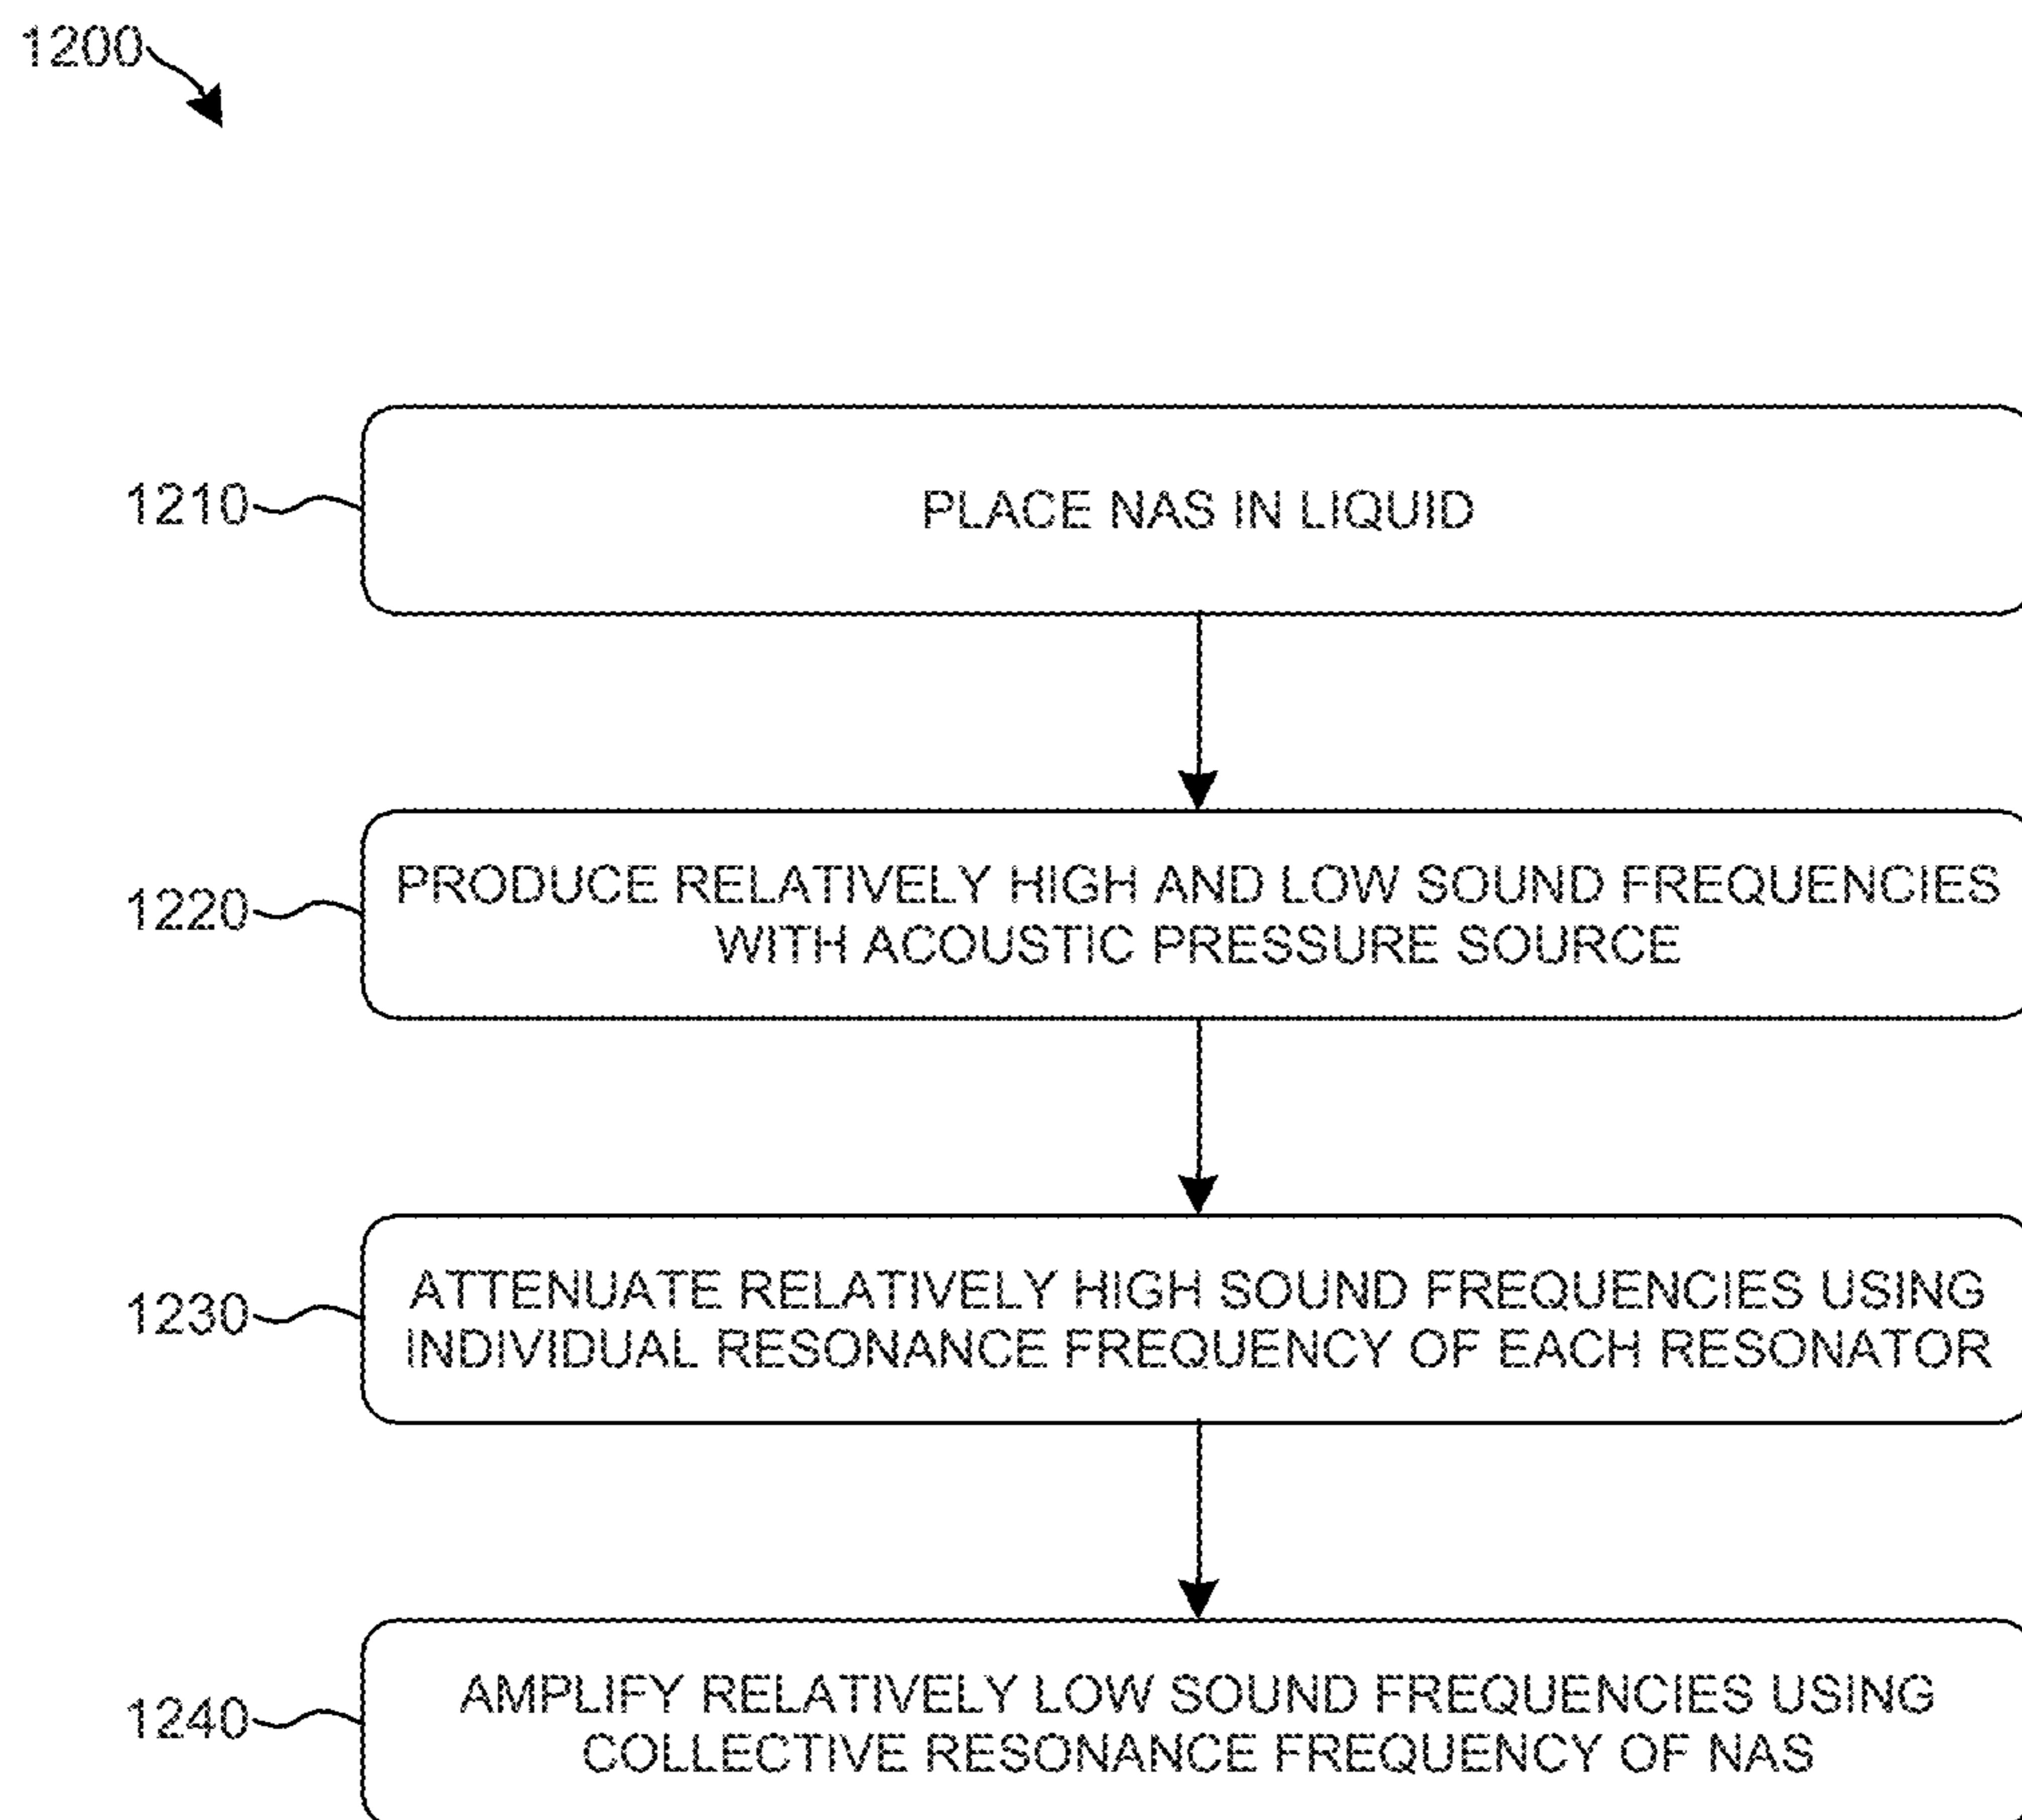 1200
1210
PLACE NAS IN LIQUID
1220
PRODUCE RELATIVELY HIGH AND LOW SOUND FREQUENCIES
WITH ACOUSTIC PRESSURE SOURCE
1230
ATTENUATE RELATIVELY HIGH SOUND FREQUENCIES USING
INDIVIDUAL RESONANCE FREQUENCY OF EACH RESONATOR
1240
AMPLIFY RELATIVELY LOW SOUND FREQUENCIES USING
COLLECTIVE RESONANCE FREQUENCY OF NAS